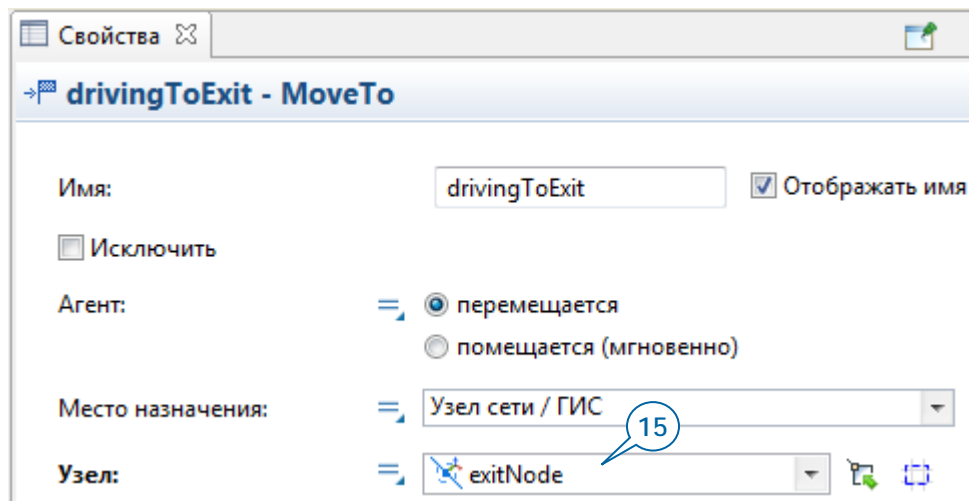 Свойства
drivingToExit - MoveTo
Имя: drivingToExit Отображать имя
Исключить
Агент: перемещается
помещается (мгновенно)
Место назначения: Узел сети / ГИС
15
Узел: exitNode